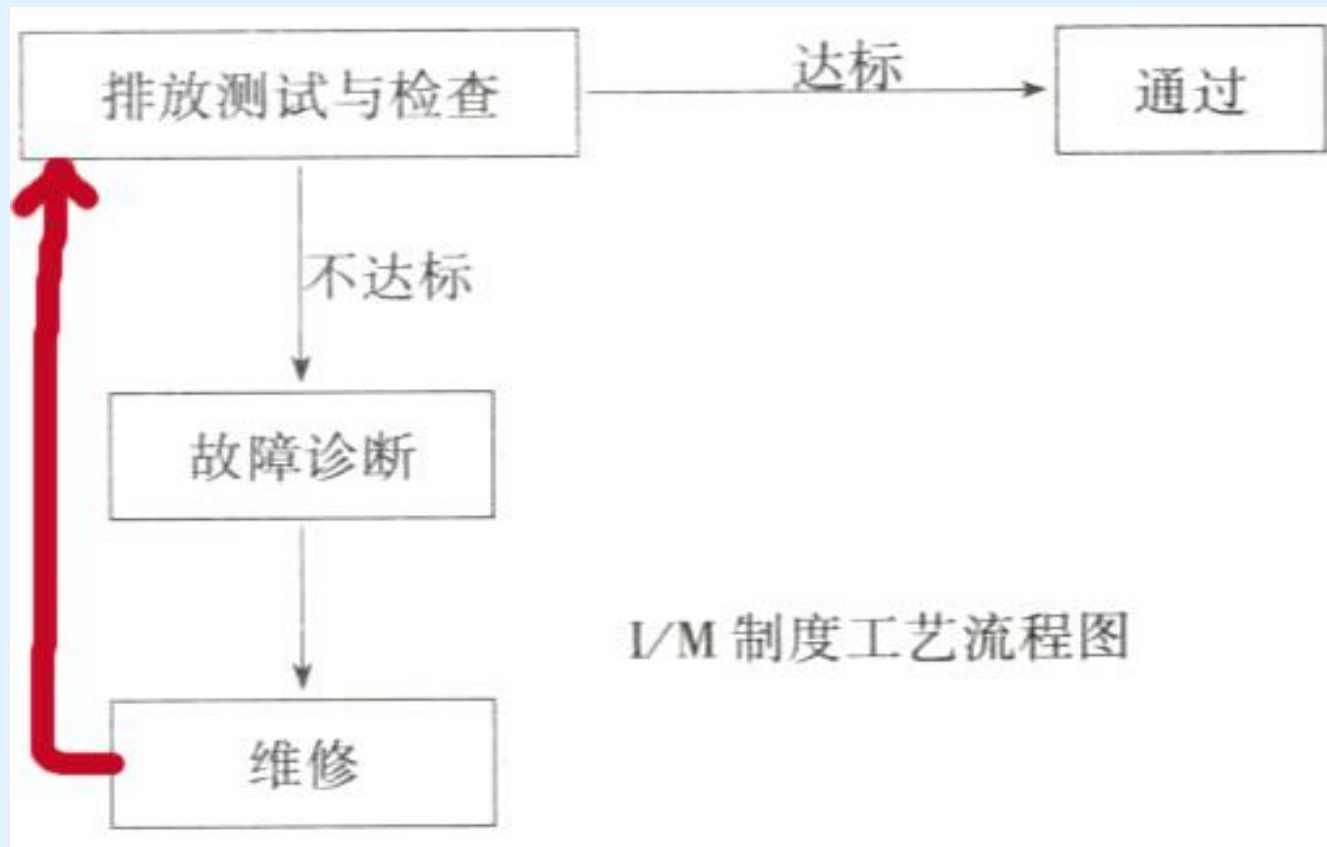 排放测试与检查
达标
通过
不达标
故障诊断
I/M 制度工艺流程图
维修